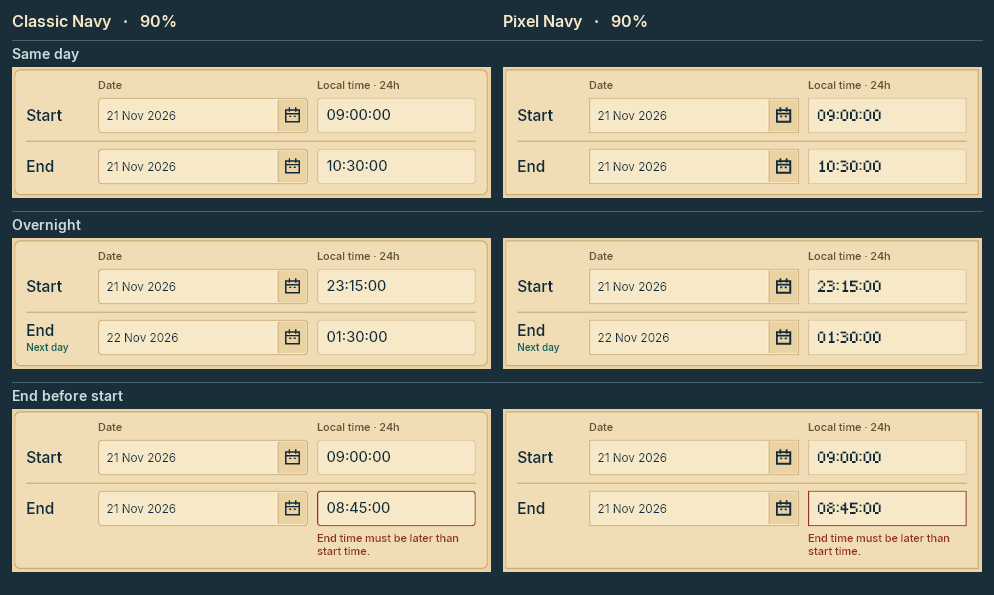 Classic Navy · 90%
Pixel Navy · 90%
Same day
Date Local time · 24h
Start 21 Nov 2026 09:00:00
End 21 Nov 2026 10:30:00
Date Local time · 24h
Start 21 Nov 2026 09:00:00
End 21 Nov 2026 10:30:00
Overnight
Date Local time · 24h
Start 21 Nov 2026 23:15:00
End 22 Nov 2026 01:30:00
Next day
Date Local time · 24h
Start 21 Nov 2026 23:15:00
End 22 Nov 2026 01:30:00
Next day
End before start
Date Local time · 24h
Start 21 Nov 2026 09:00:00
End 21 Nov 2026 08:45:00
End time must be later than
start time.
Date Local time · 24h
Start 21 Nov 2026 09:00:00
End 21 Nov 2026 08:45:00
End time must be later than
start time.